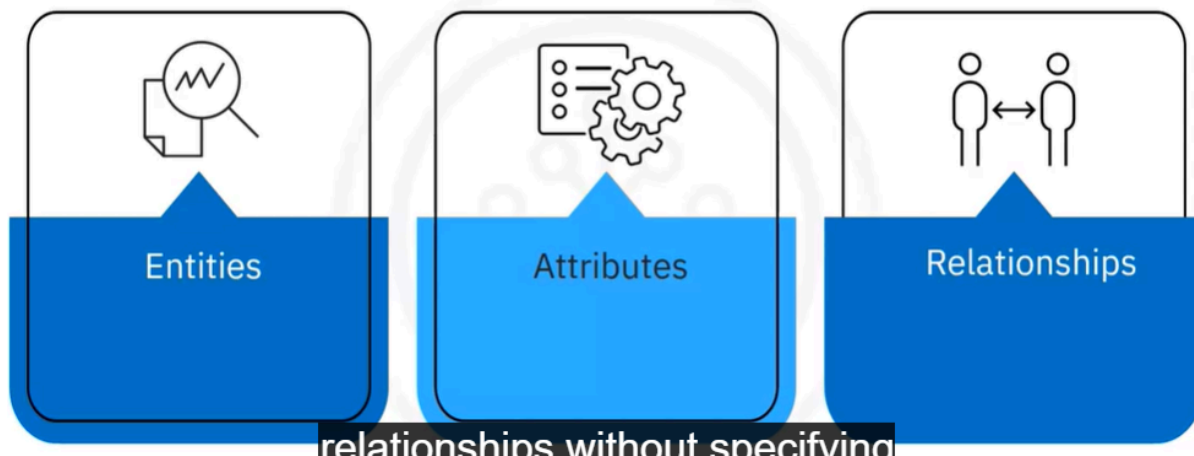 Entities
Attributes
Relationships
relationships without specifying